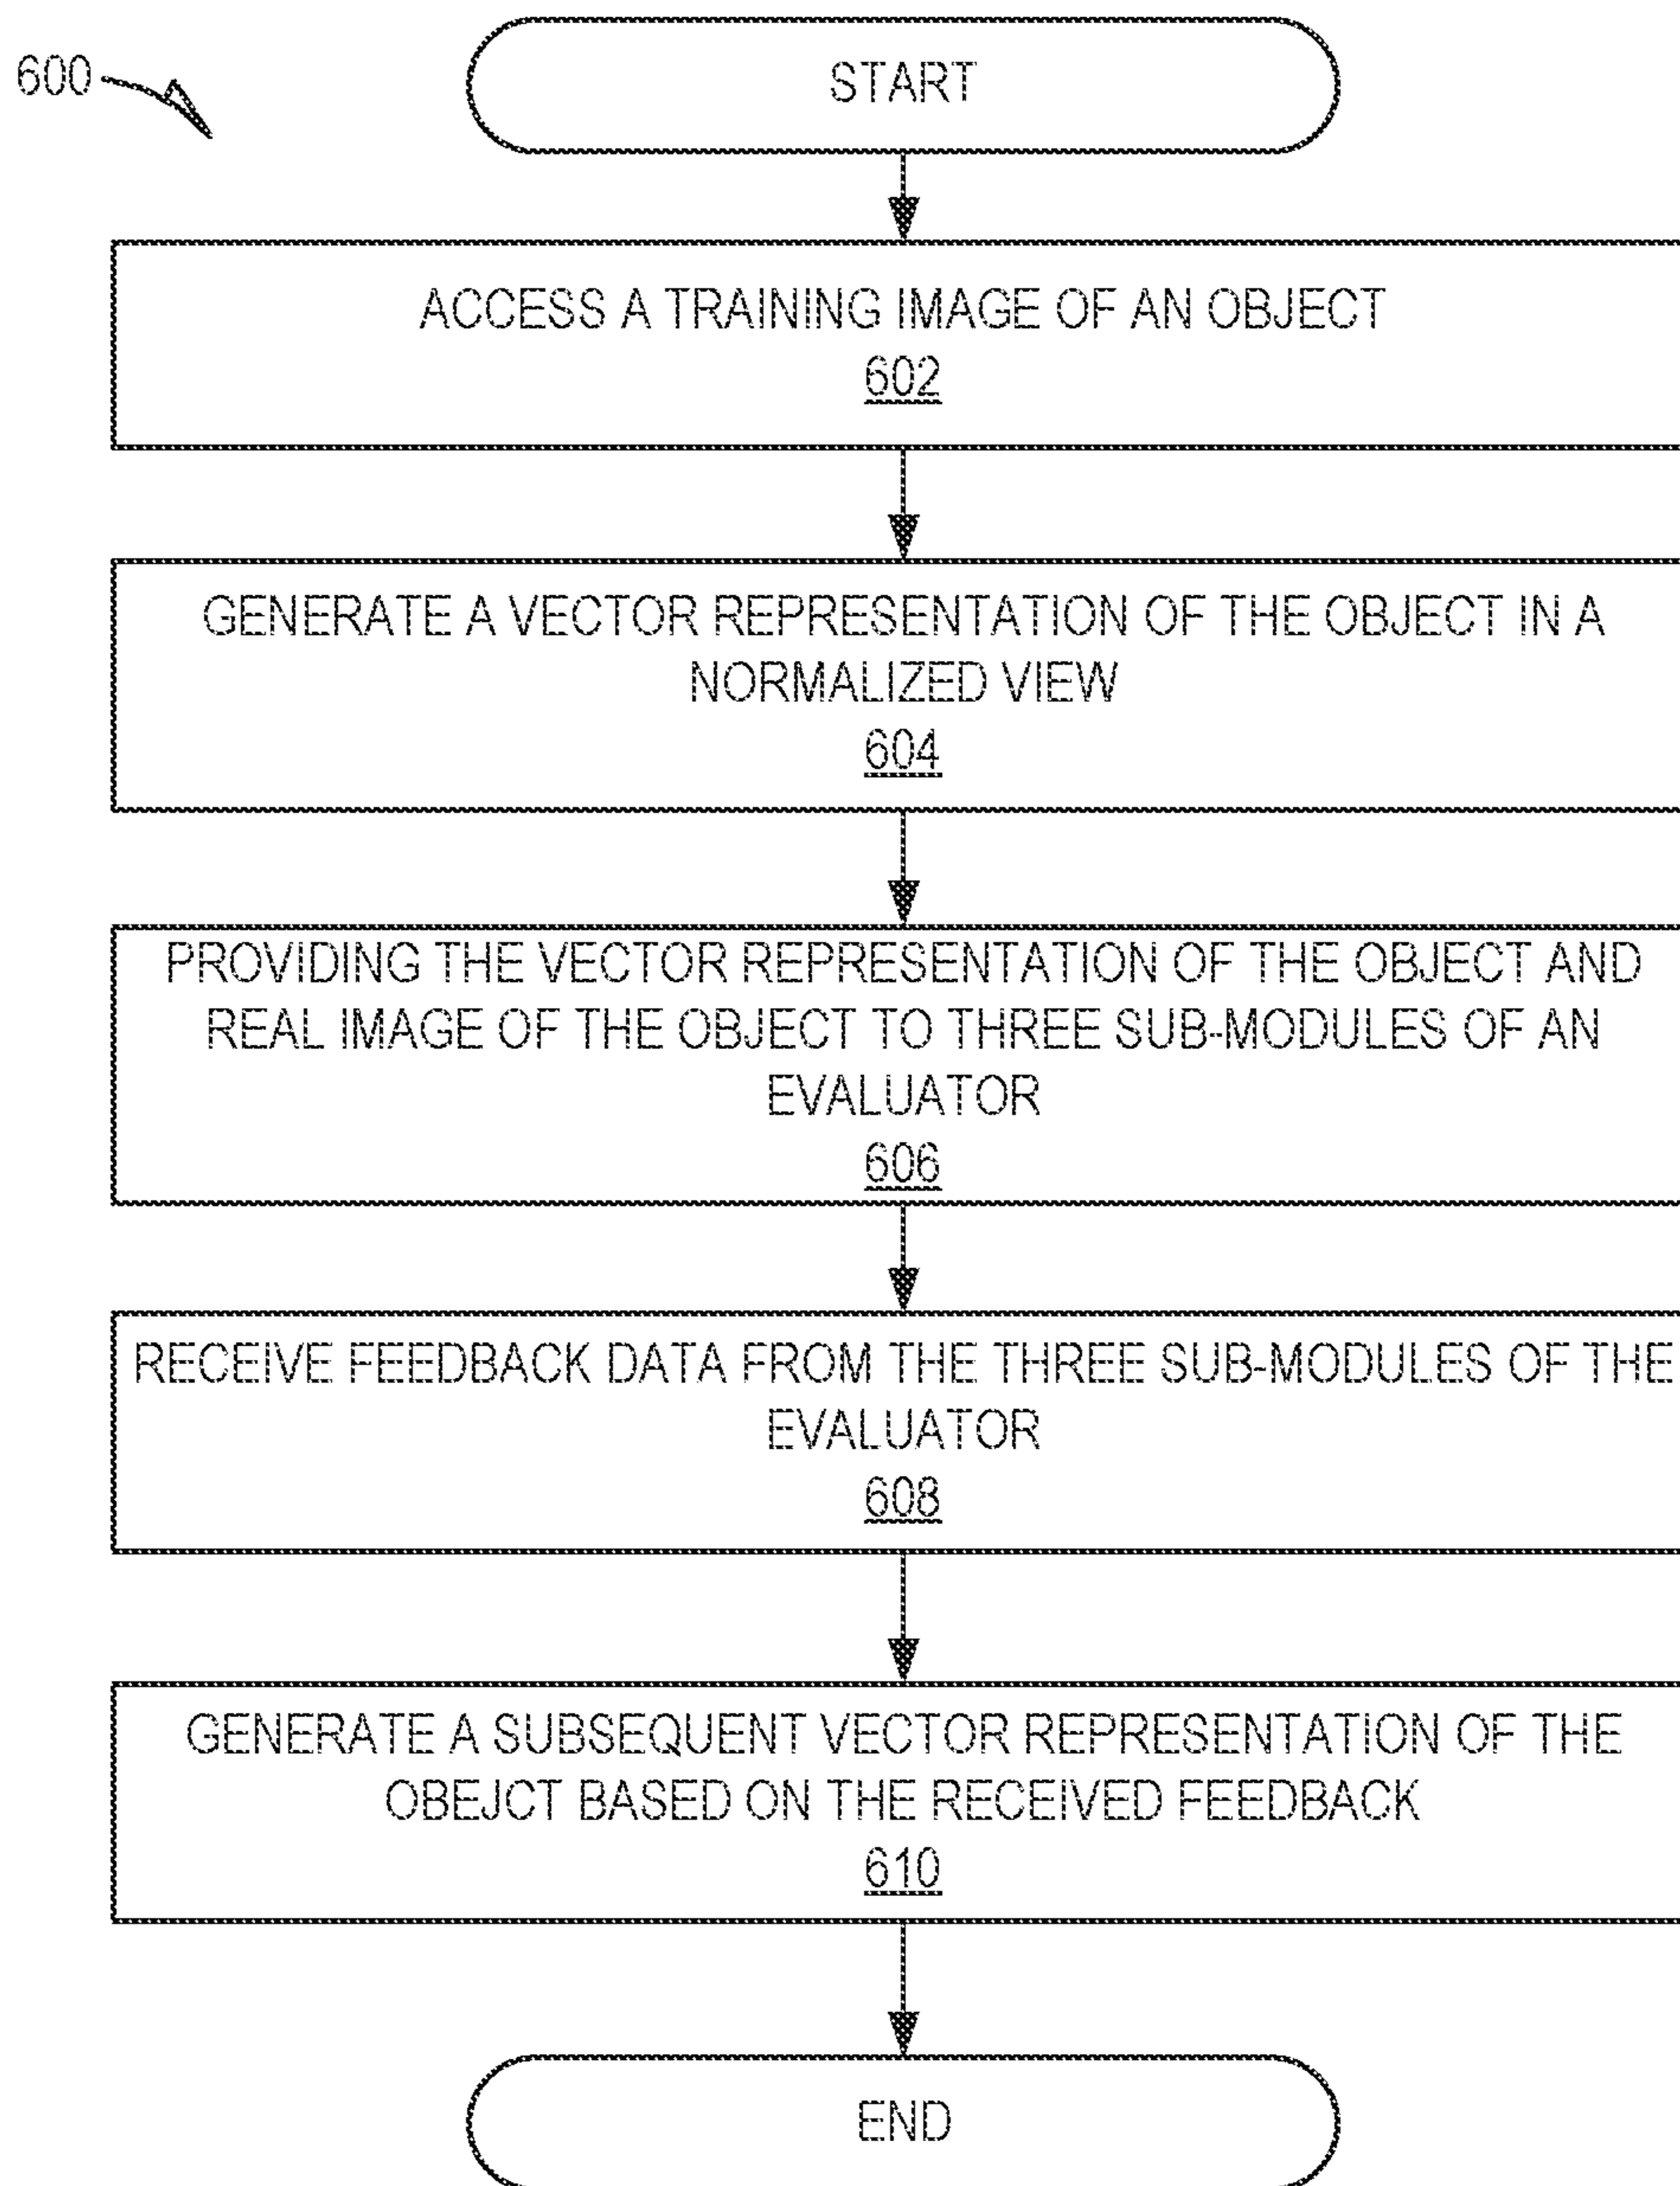 600
START
ACCESS A TRAINING IMAGE OF AN OBJECT
602
GENERATE A VECTOR REPRESENTATION OF THE OBJECT IN A
NORMALIZED VIEW
604
PROVIDING THE VECTOR REPRESENTATION OF THE OBJECT AND
REAL IMAGE OF THE OBJECT TO THREE SUB-MODULES OF AN
EVALUATOR
606
RECEIVE FEEDBACK DATA FROM THE THREE SUB-MODULES OF THE
EVALUATOR
608
GENERATE A SUBSEQUENT VECTOR REPRESENTATION OF THE
OBEJCT BASED ON THE RECEIVED FEEDBACK
610
END